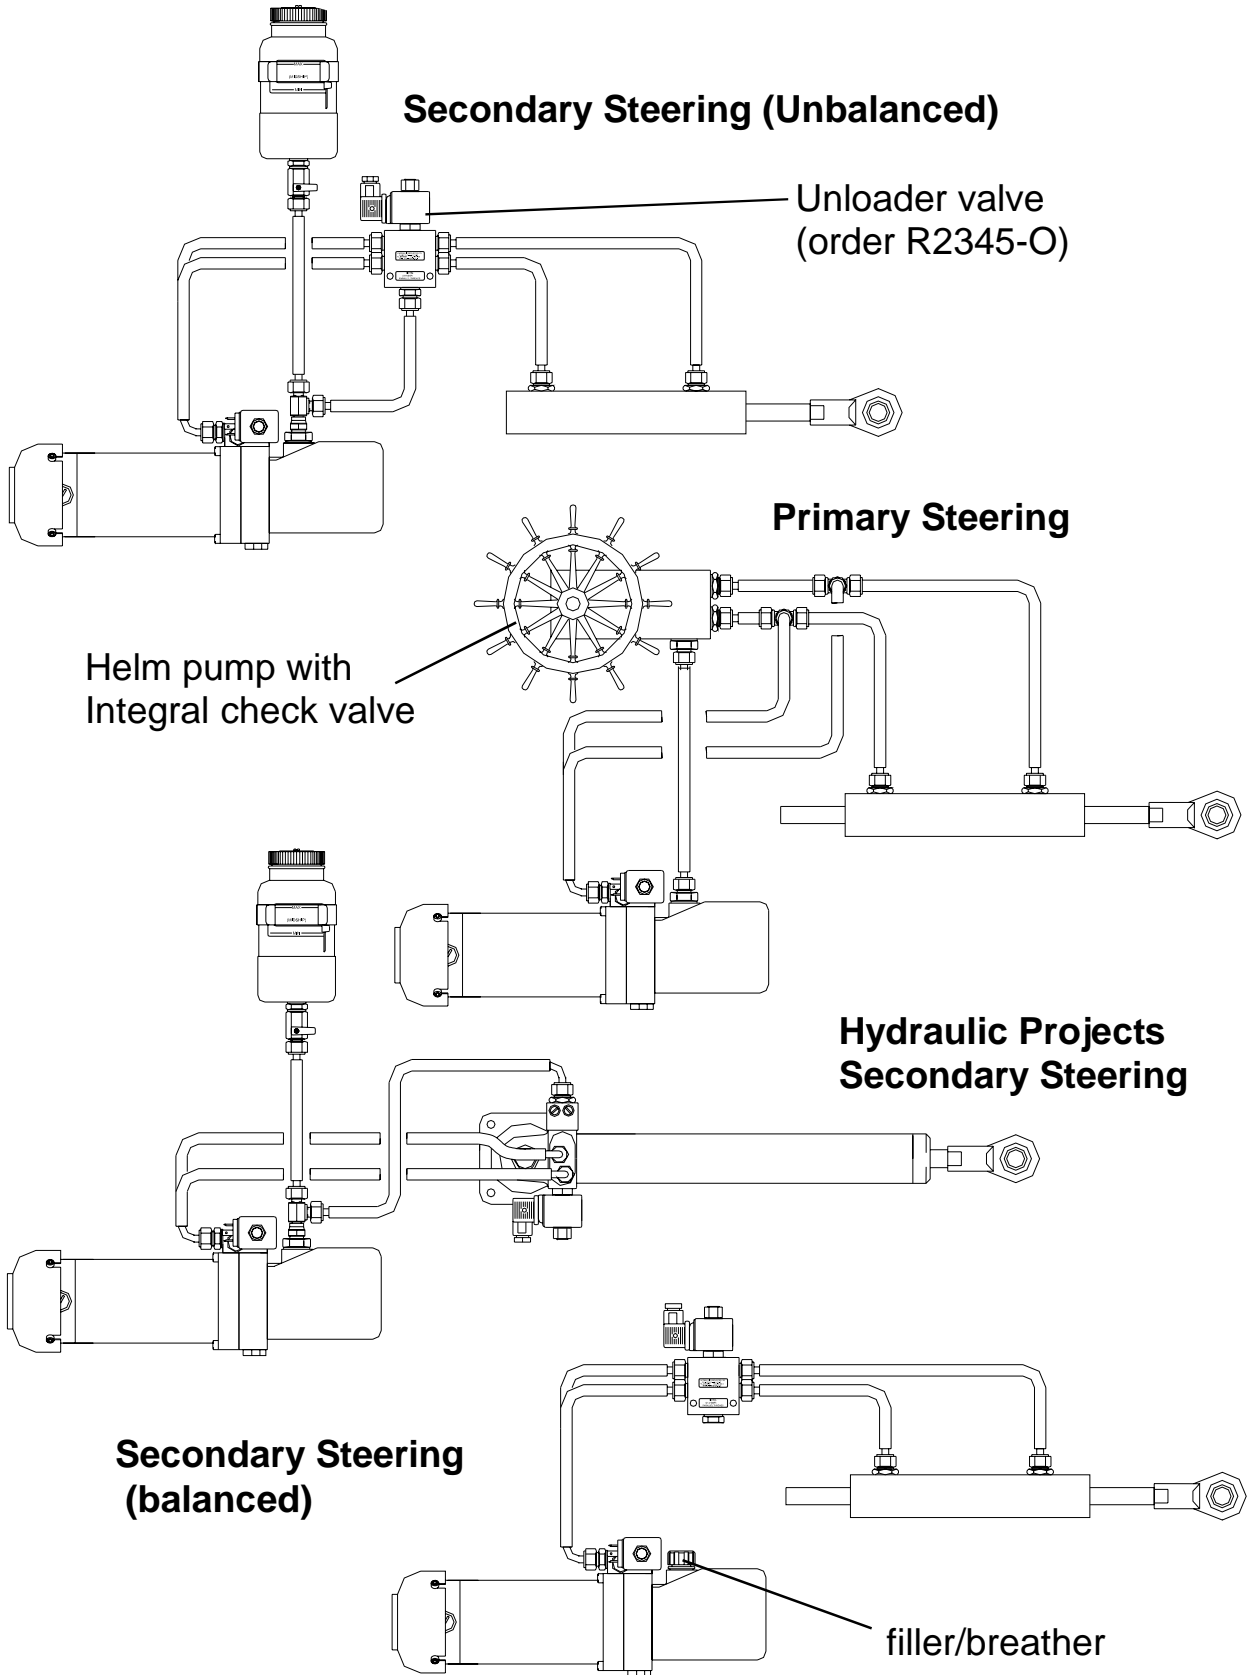 Secondary Steering (Unbalanced)
Unloader valve
(order R2345-O)
Primary Steering
Helm pump with
Integral check valve
Hydraulic Projects
Secondary Steering
Secondary Steering
(balanced)
filler/breather